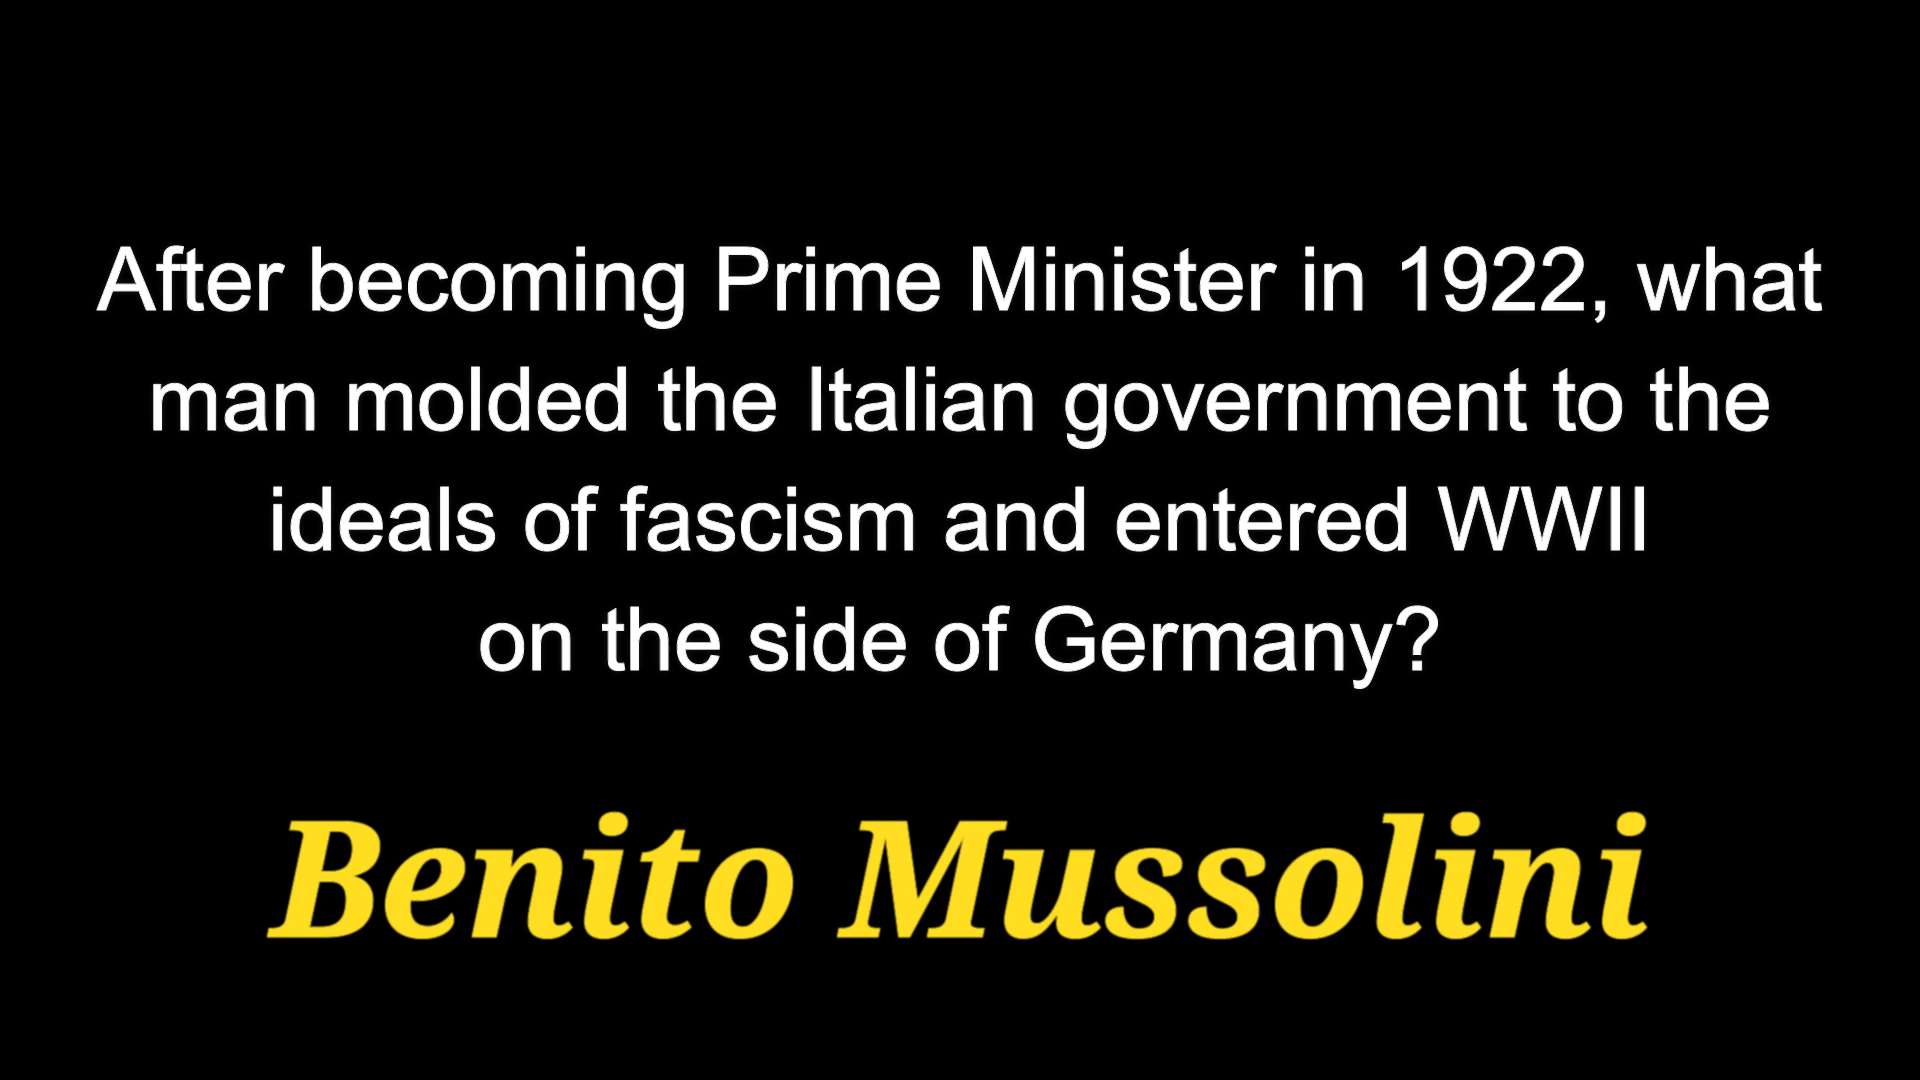 After becoming Prime Minister in 1922, what
man molded the Italian government to the
ideals of fascism and entered WWII
on the side of Germany?
Benito Mussolini